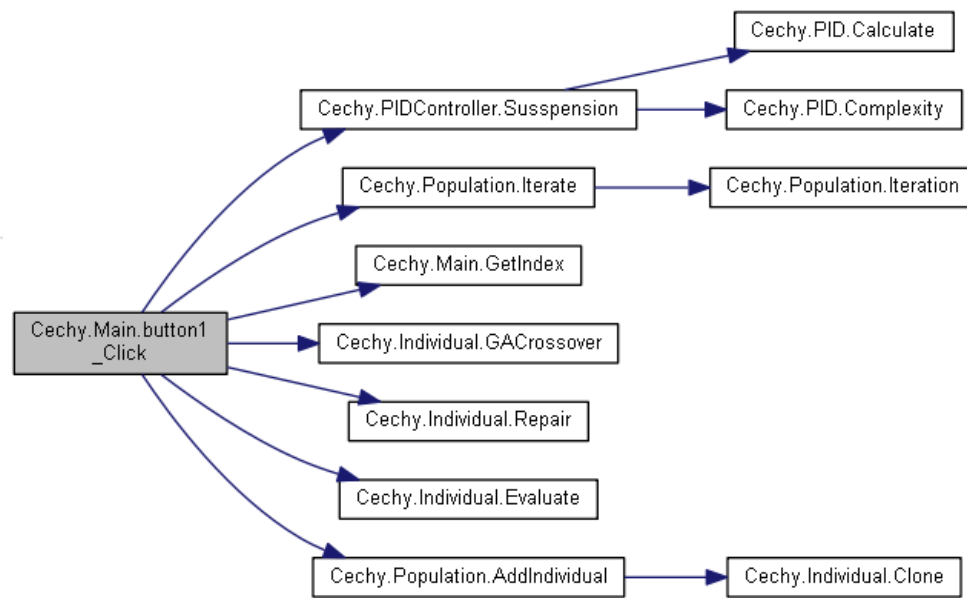 Cechy.PID.Calculate
Cechy.PIDController.Susspension
Cechy.PID.Complexity
Cechy.Population.Iterate
Cechy.Population.Iteration
Cechy.Main.GetIndex
Cechy.Main.button1
_Click
Cechy.Individual.GACrossover
Cechy.Individual.Repair
Cechy.Individual.Evaluate
Cechy.Population.AddIndividual
Cechy.Individual.Clone